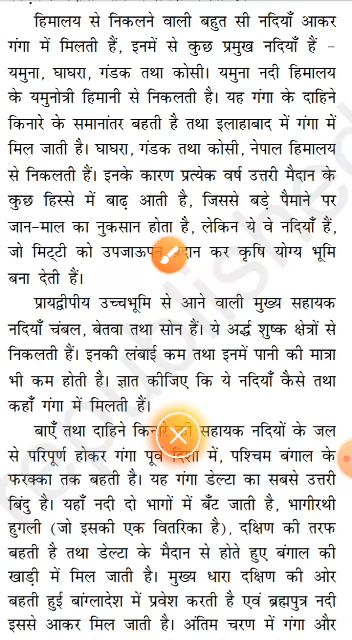 हिमालय से निकलने वाली बहुत सी नदियाँ आकर
गंगा में मिलती हैं, इनमें से कुछ प्रमुख नदियाँ हैं –
यमुना, घाघरा, गंडक तथा कोसी। यमुना नदी हिमालय
के यमुनोत्री हिमानी से निकलती है। यह गंगा के दाहिने
किनारे के समानांतर बहती है तथा इलाहाबाद में गंगा में
मिल जाती है। घाघरा, गंडक तथा कोसी, नेपाल हिमालय
से निकलती हैं। इनके कारण प्रत्येक वर्ष उत्तरी मैदान के
कुछ हिस्से में बाढ़ आती है, जिससे बड़े पैमाने पर
जान-माल का नुकसान होता है, लेकिन ये वे नदियाँ हैं,
जो मिट्टी को उपजाऊपन प्रदान कर कृषि योग्य भूमि
बना देती हैं।
प्रायद्वीपीय उच्चभूमि से आने वाली मुख्य सहायक
नदियाँ चंबल, बेतवा तथा सोन हैं। ये अर्द्ध शुष्क क्षेत्रों से
निकलती हैं। इनकी लंबाई कम तथा इनमें पानी की मात्रा
भी कम होती है। ज्ञात कीजिए कि ये नदियाँ कैसे तथा
कहाँ गंगा में मिलती हैं।
बाएँ तथा दाहिने किनारे की सहायक नदियों के जल
से परिपूर्ण होकर गंगा पूर्व दिशा में, पश्चिम बंगाल के
फरक्का तक बहती है। यह गंगा डेल्टा का सबसे उत्तरी
बिंदु है। यहाँ नदी दो भागों में बँट जाती है, भागीरथी
हुगली (जो इसकी एक वितरिका है), दक्षिण की तरफ
बहती है तथा डेल्टा के मैदान से होते हुए बंगाल की
खाड़ी में मिल जाती है। मुख्य धारा दक्षिण की ओर
बहती हुई बांग्लादेश में प्रवेश करती है एवं ब्रह्मपुत्र नदी
इससे आकर मिल जाती है। अंतिम चरण में गंगा और
republished